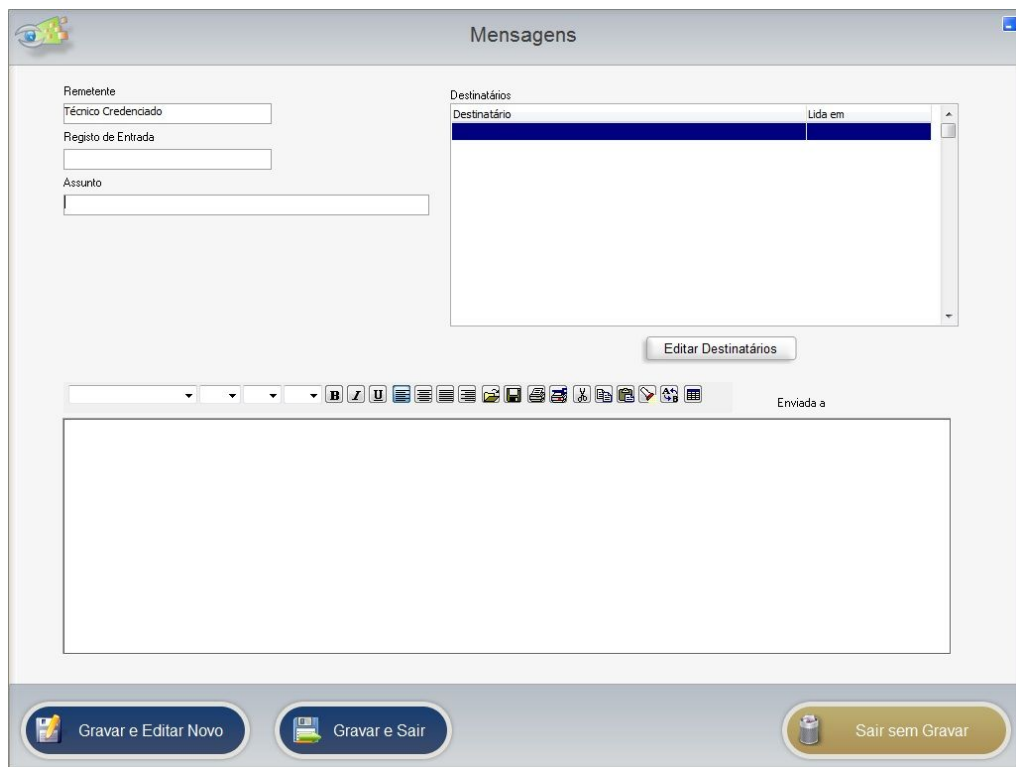 Mensagens
Remetente
Técnico Credenciado
Registo de Entrada
Assunto
Destinatários
Destinatário Lida em
Editar Destinatários
B I U
Enviada a
Gravar e Editar Novo
Gravar e Sair
Sair sem Gravar